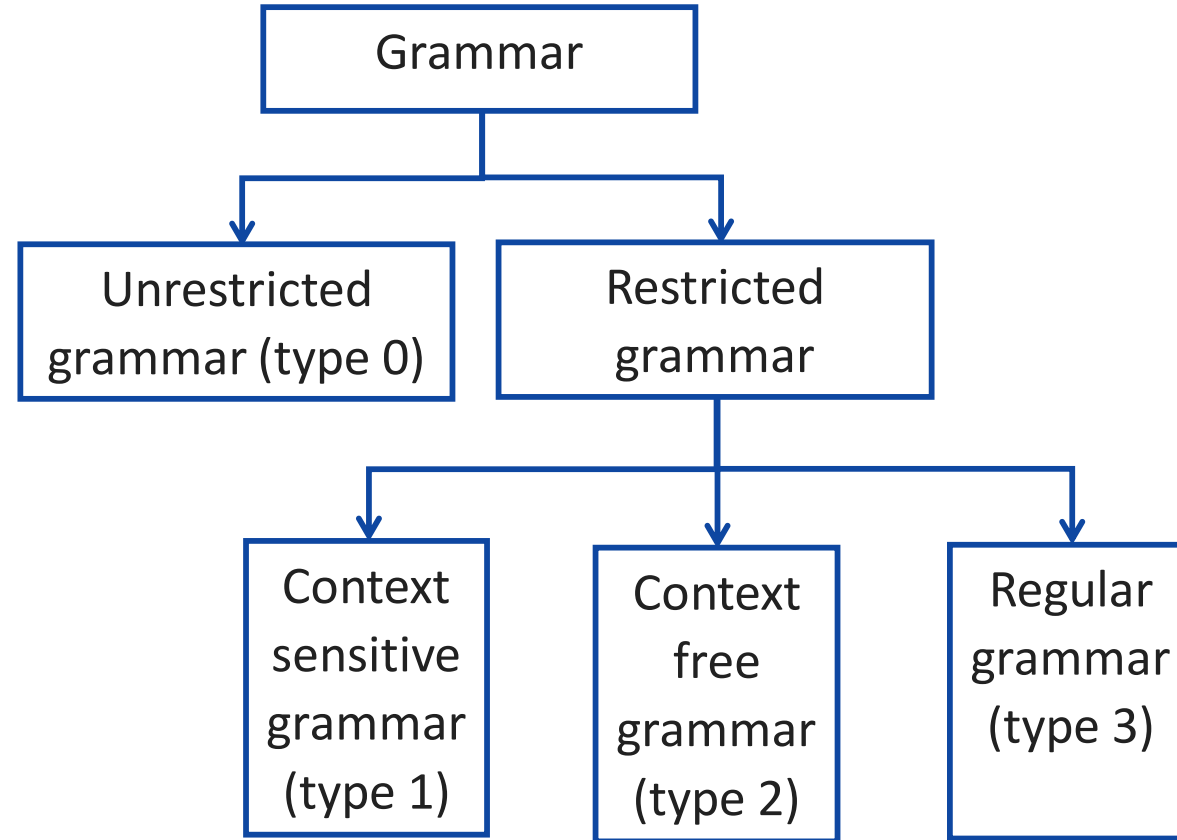 Grammar
Unrestricted
grammar (type 0)
Restricted
grammar
Context
sensitive
grammar
(type 1)
Context
free
grammar
(type 2)
Regular
grammar
(type 3)